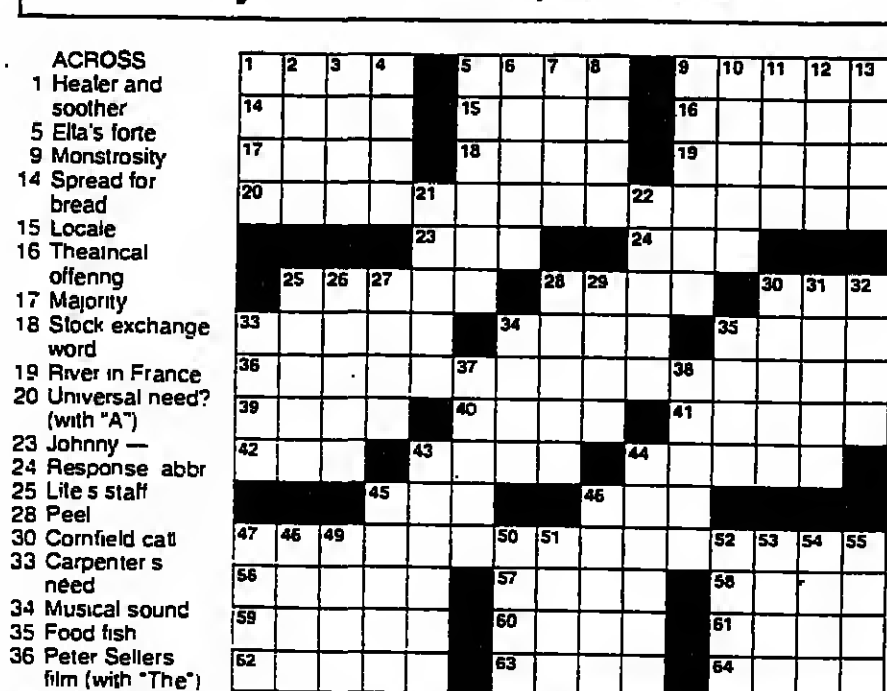 ACROSS
1 Healer and
soother
5 Ella's forte
9 Monstrosity
14 Spread for
bread
15 Locale
16 Theatrical
offering
17 Majority
18 Stock exchange
word
19 River in France
20 Universal need?
(with "A")
23 Johnny —
24 Response abbr
25 Life s staff
28 Peel
30 Cornfield call
33 Carpenter s
need
34 Musical sound
35 Food fish
36 Peter Sellers
film (with "The")
1 2 3 4 5 6 7 8 9 10 11 12 13
14 15 16
17 18 19
20 21 22
23 24
25 26 27 28 29 30 31 32
33 34 35
36 37 38
39 40 41
42 43 44
45 46
47 48 49 50 51 52 53 54 55
56 57 58
59 60 61
62 63 64